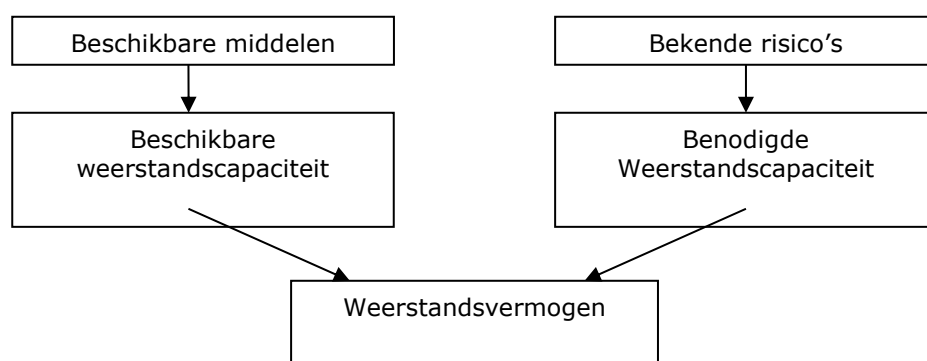 Beschikbare middelen
Bekende risico’s
Beschikbare
weerstandscapaciteit
Benodigde
Weerstandscapaciteit
Weerstandsvermogen